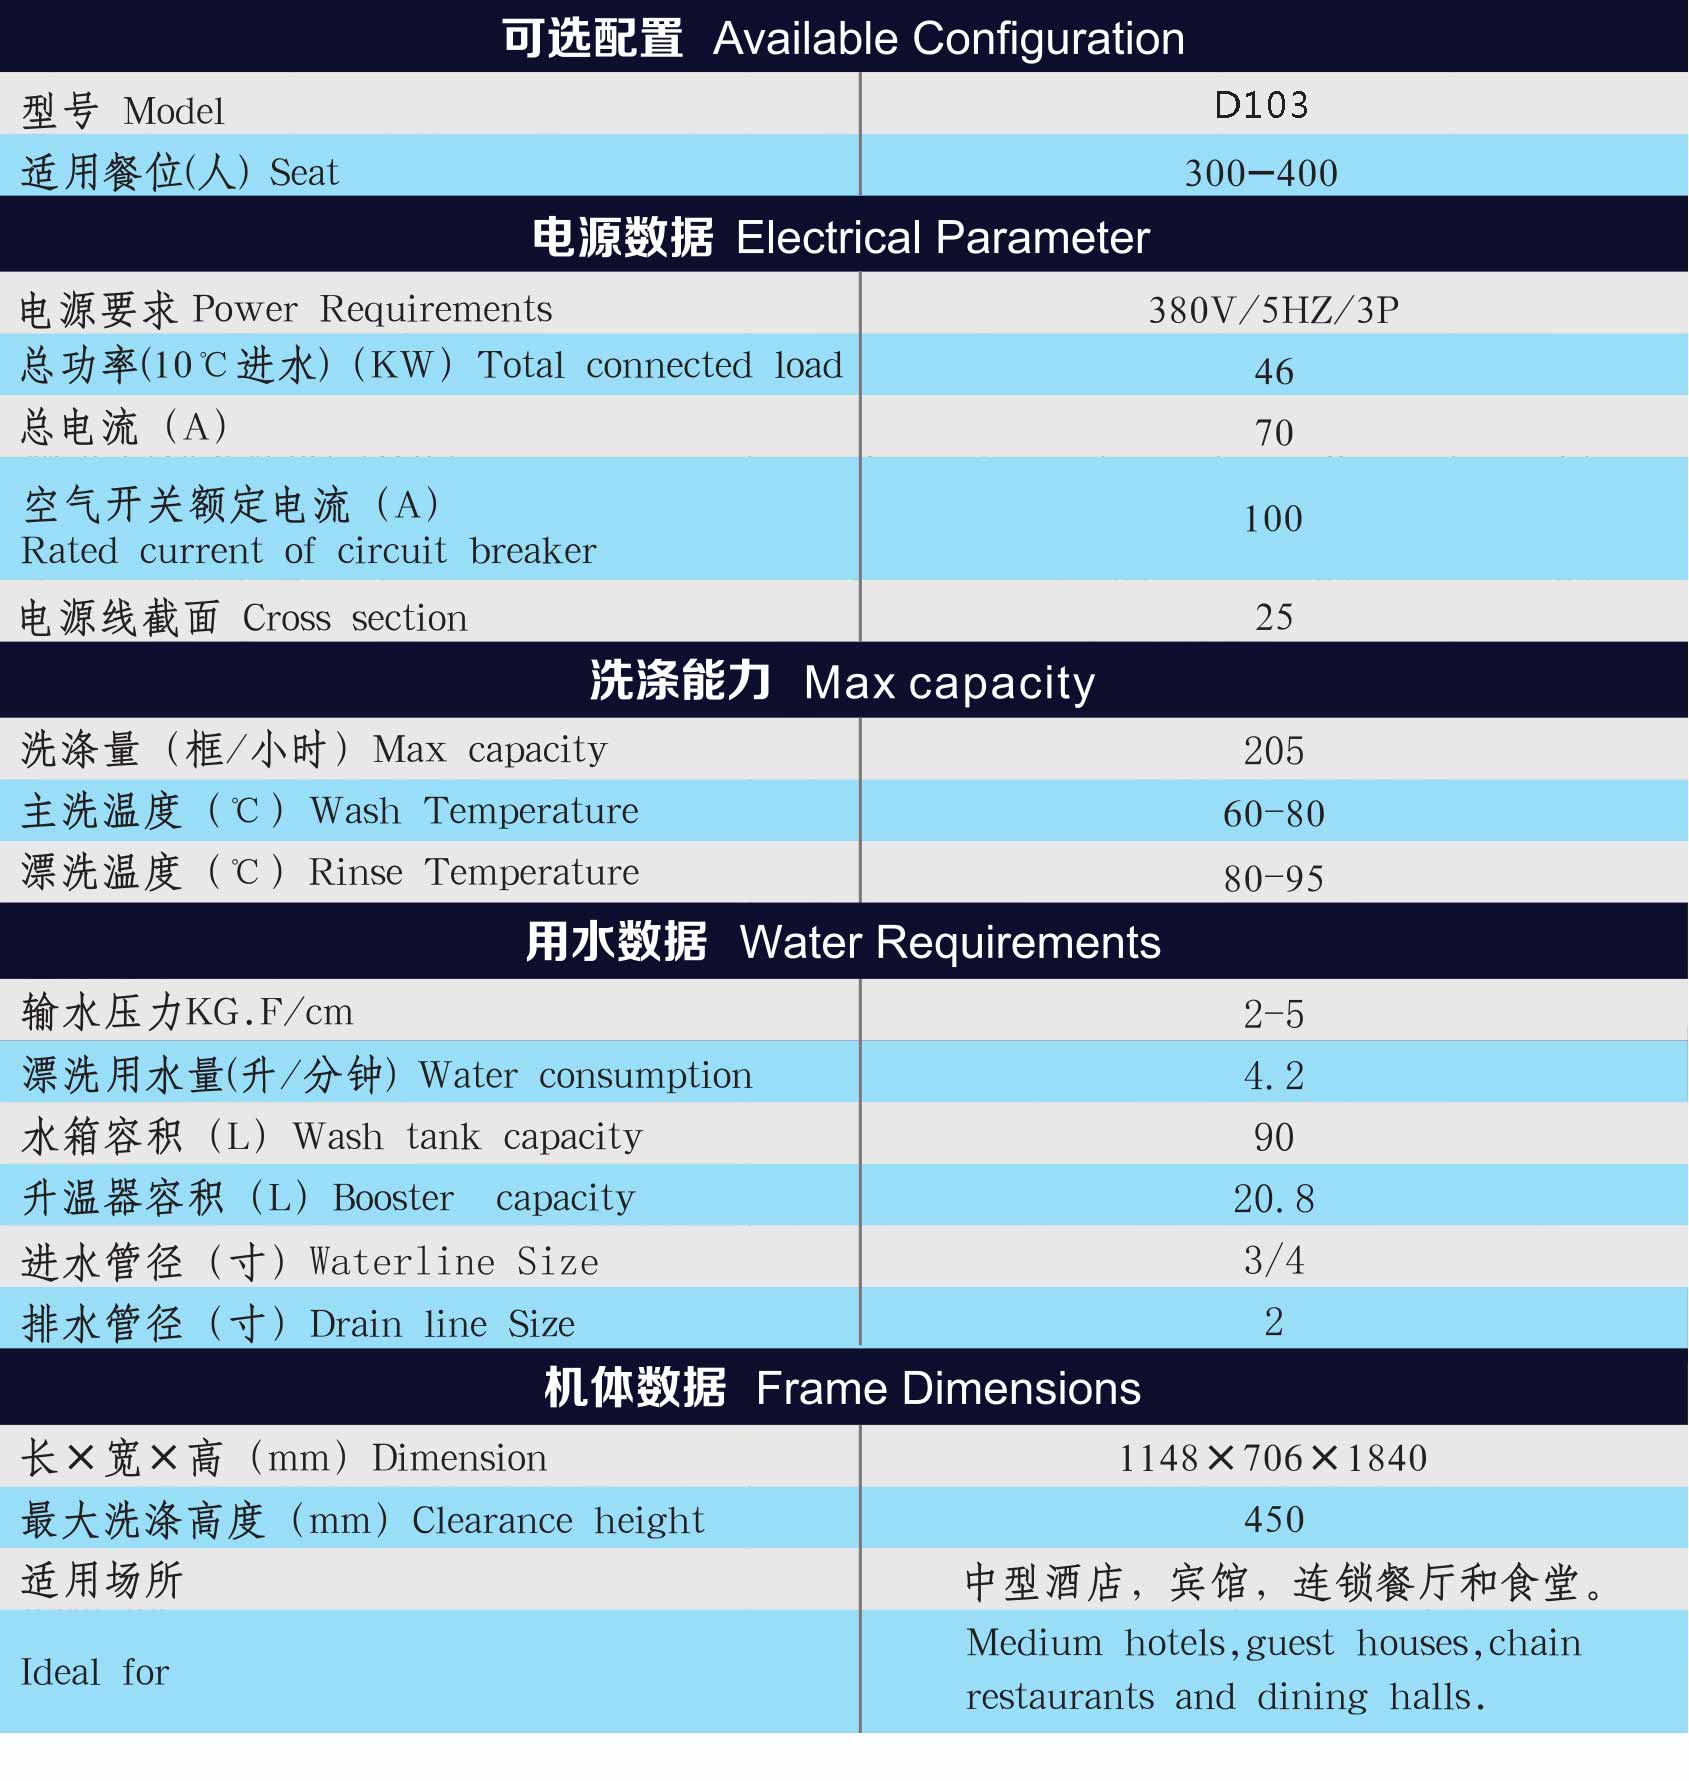 可选配置 Available Configuration
型号 Model D103
适用餐位(人) Seat 300-400
电源数据 Electrical Parameter
电源要求 Power Requirements 380V/5HZ/3P
总功率(10℃进水)（KW）Total connected load 46
总电流（A） 70
空气开关额定电流（A）
Rated current of circuit breaker 100
电源线截面 Cross section 25
洗涤能力 Max capacity
洗涤量（框/小时）Max capacity 205
主洗温度（℃）Wash Temperature 60-80
漂洗温度（℃）Rinse Temperature 80-95
用水数据 Water Requirements
输水压力KG.F/cm 2-5
漂洗用水量(升/分钟) Water consumption 4.2
水箱容积（L）Wash tank capacity 90
升温器容积（L）Booster capacity 20.8
进水管径（寸）Waterline Size 3/4
排水管径（寸）Drain line Size 2
机体数据 Frame Dimensions
长×宽×高（mm）Dimension 1148×706×1840
最大洗涤高度（mm）Clearance height 450
适用场所 中型酒店，宾馆，连锁餐厅和食堂。
Ideal for Medium hotels,guest houses,chain
restaurants and dining halls.